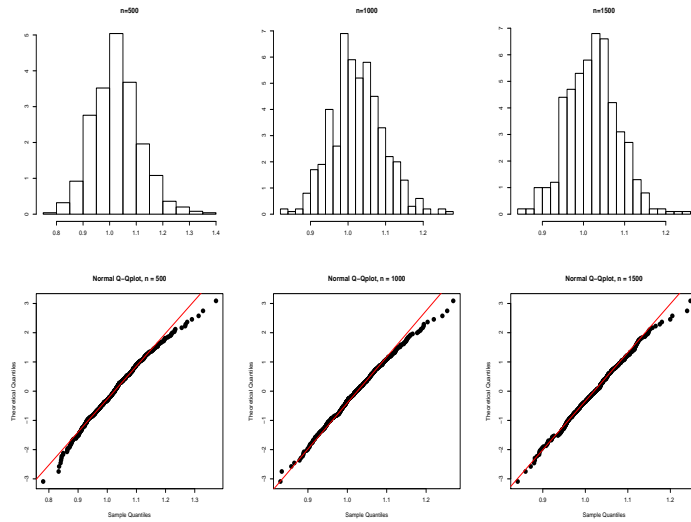 n=500
n=1000
n=1500
0 1 2 3 4 5
0.8 0.9 1.0 1.1 1.2 1.3 1.4
0 1 2 3 4 5 6 7
0.9 1.0 1.1 1.2
0 1 2 3 4 5 6 7
0.9 1.0 1.1 1.2
Normal Q−Qplot, n = 500
Normal Q−Qplot, n = 1000
Normal Q−Qplot, n = 1500
Theoretical Quantiles
−3 −2 −1 0 1 2 3
0.8 0.9 1.0 1.1 1.2 1.3
Sample Quantiles
Theoretical Quantiles
−3 −2 −1 0 1 2 3
0.9 1.0 1.1 1.2
Sample Quantiles
Theoretical Quantiles
−3 −2 −1 0 1 2 3
0.9 1.0 1.1 1.2
Sample Quantiles